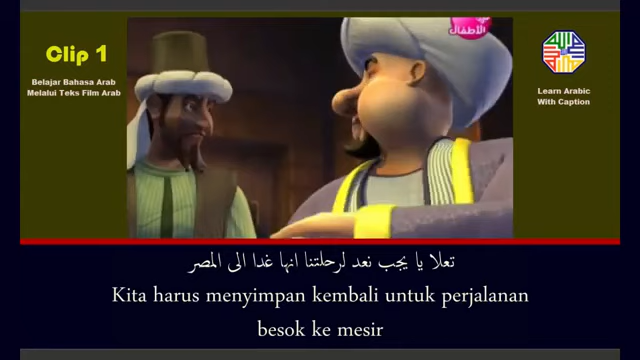 Clip 1
Belajar Bahasa Arab
Melalui Teks Film Arab
الأطفال
Learn Arabic
With Caption
تعلا يا يجب نعد لرحلتنا انها غدا الى المصر
Kita harus menyimpan kembali untuk perjalanan
besok ke mesir